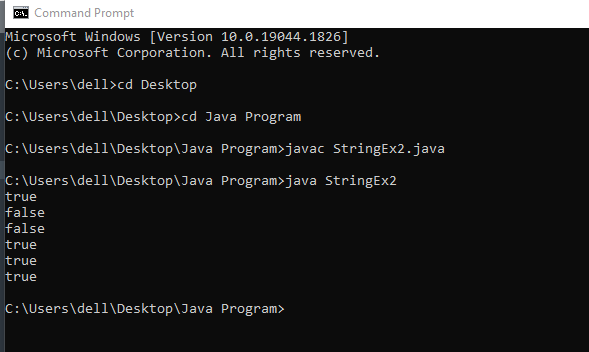 Command Prompt
Microsoft Windows [Version 10.0.19044.1826]
(c) Microsoft Corporation. All rights reserved.
C:\Users\dell>cd Desktop
C:\Users\dell\Desktop>cd Java Program
C:\Users\dell\Desktop\Java Program>javac StringEx2.java
C:\Users\dell\Desktop\Java Program>java StringEx2
true
false
false
true
true
true
C:\Users\dell\Desktop\Java Program>